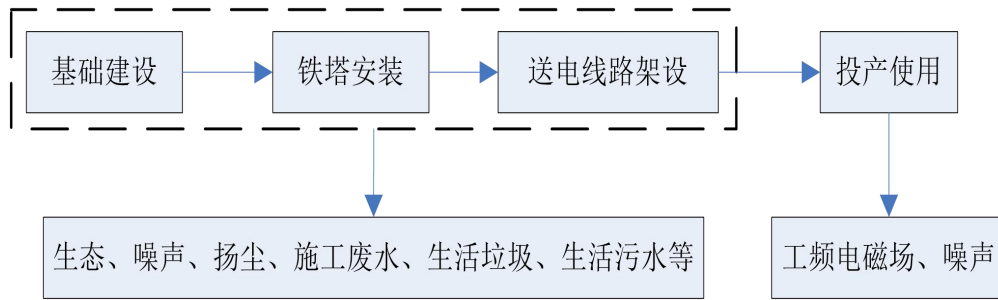 基础建设
铁塔安装
送电线路架设
投产使用
生态、噪声、扬尘、施工废水、生活垃圾、生活污水等
工频电磁场、噪声